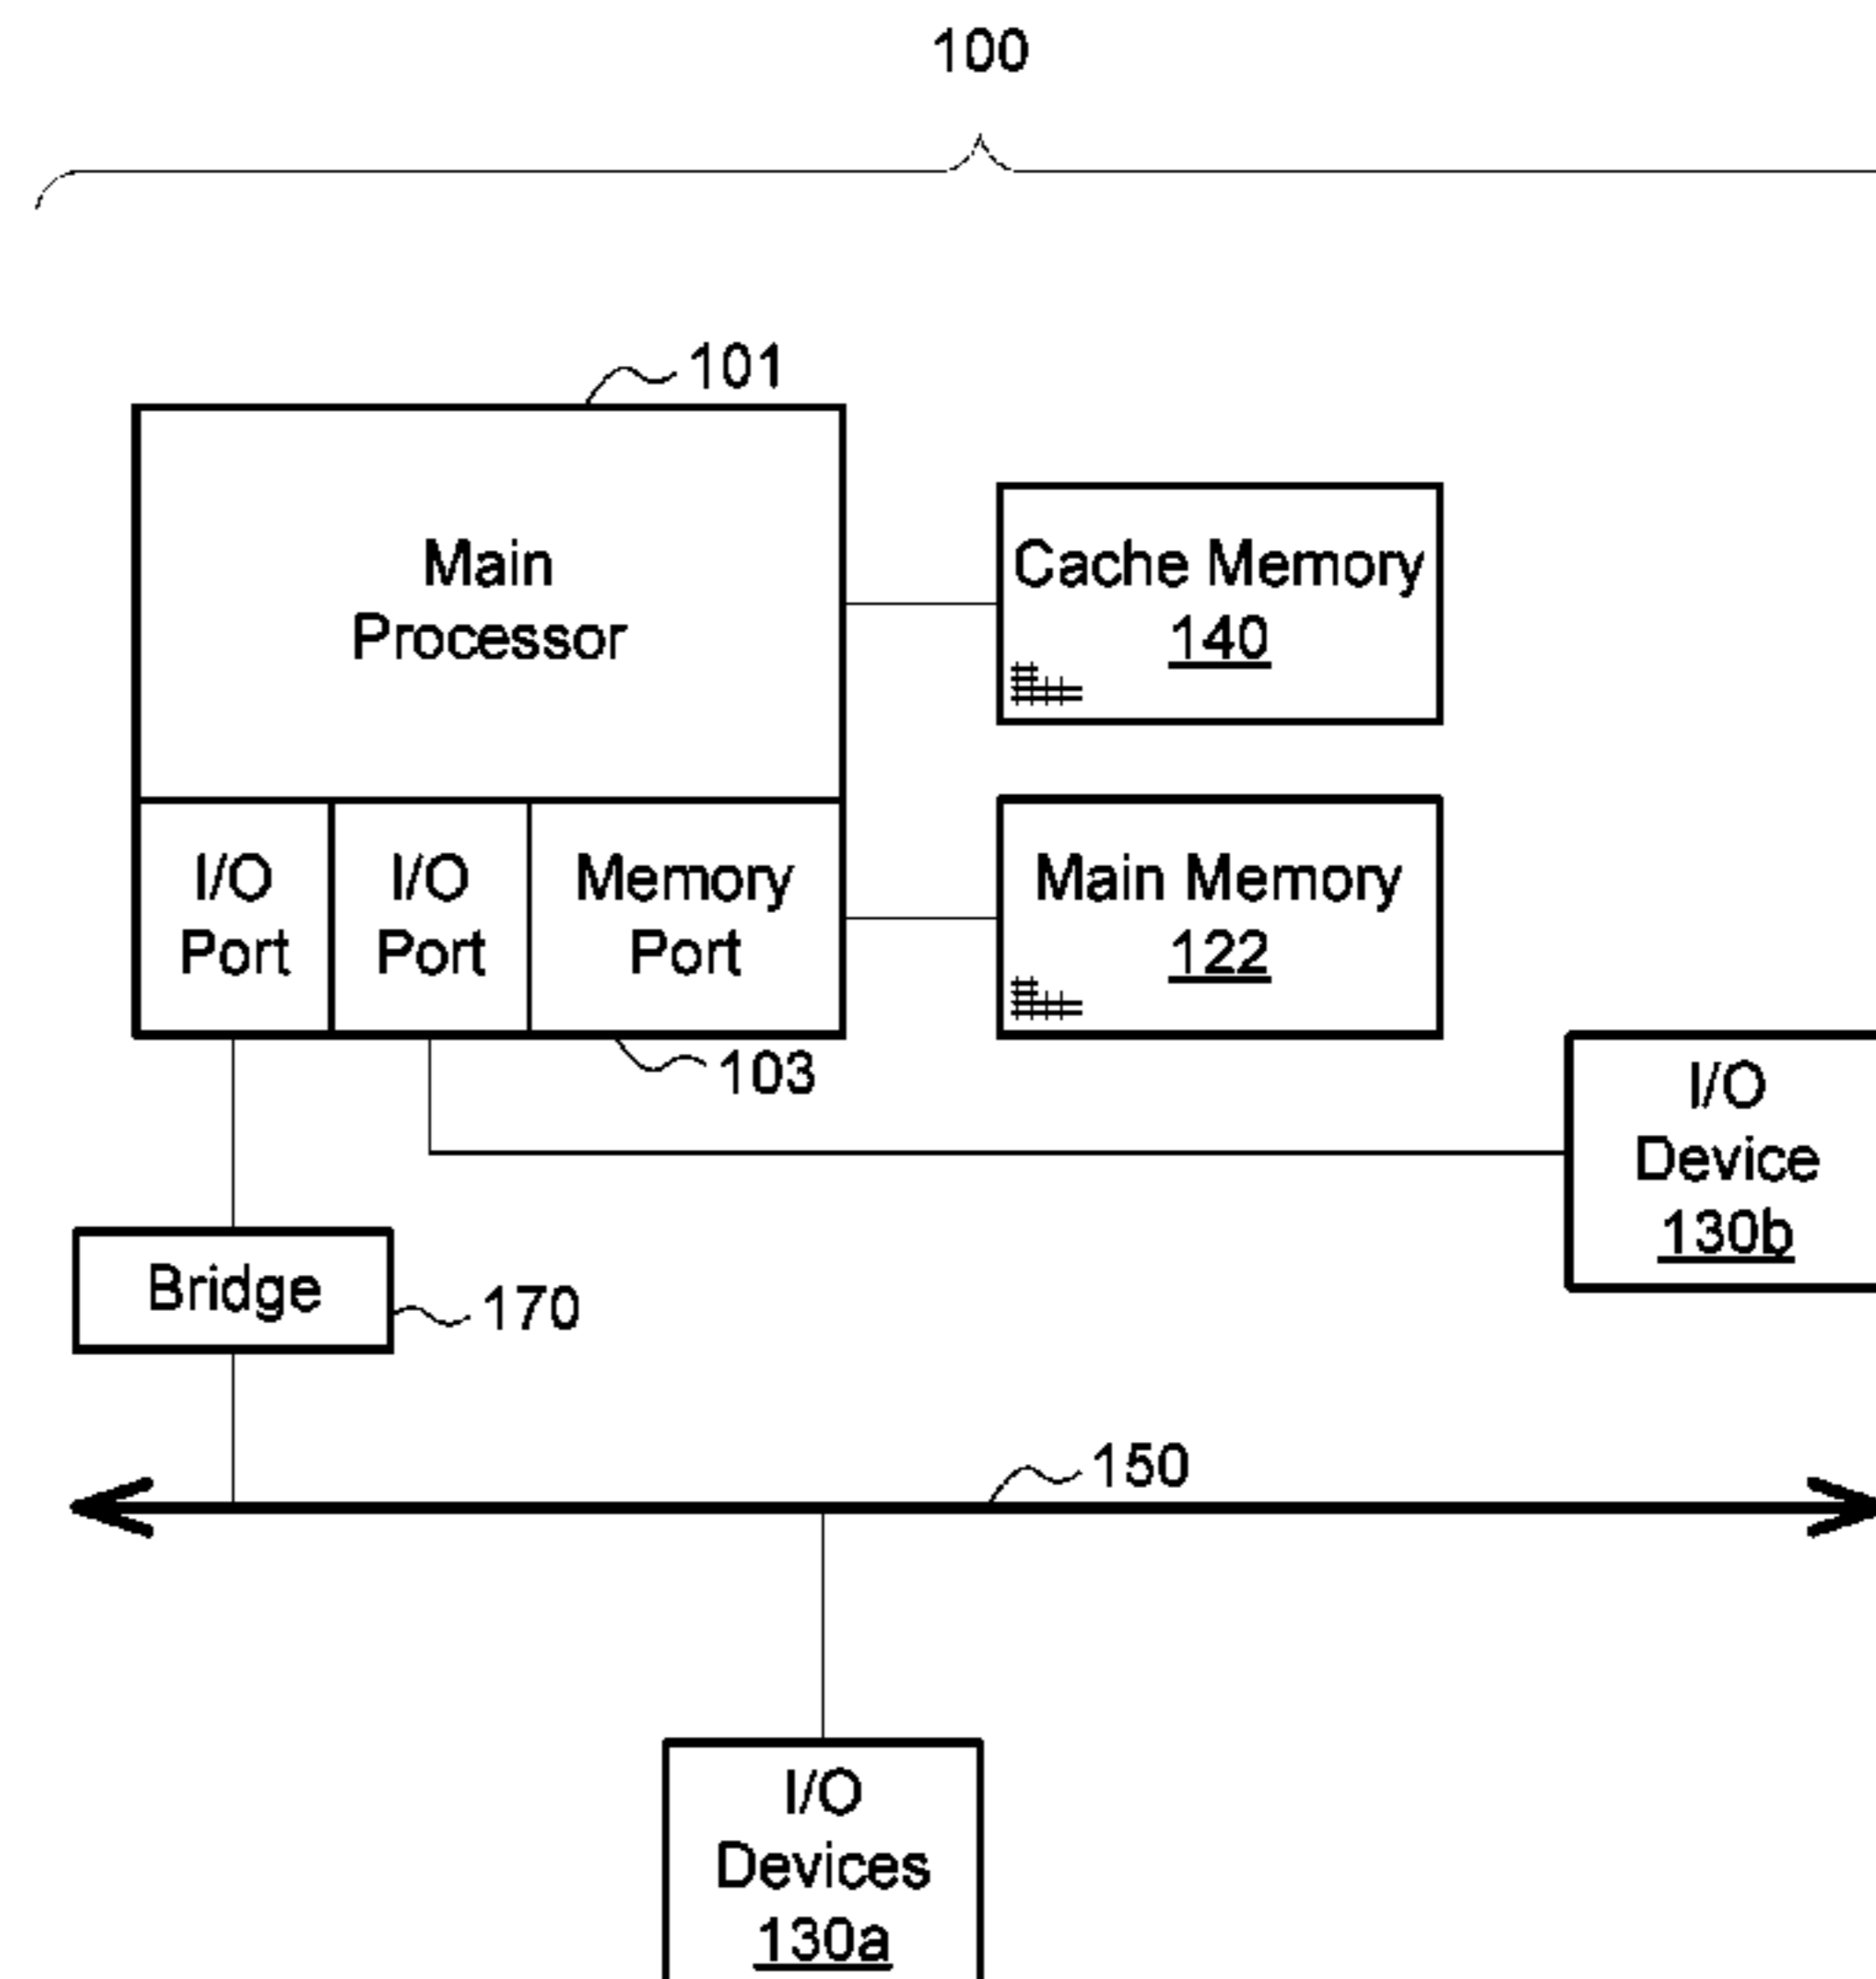 100
101
Main
Processor
Cache Memory
140
I/O
Port
I/O
Port
Memory
Port
Main Memory
122
103
I/O
Device
130b
Bridge
170
150
I/O
Devices
130a